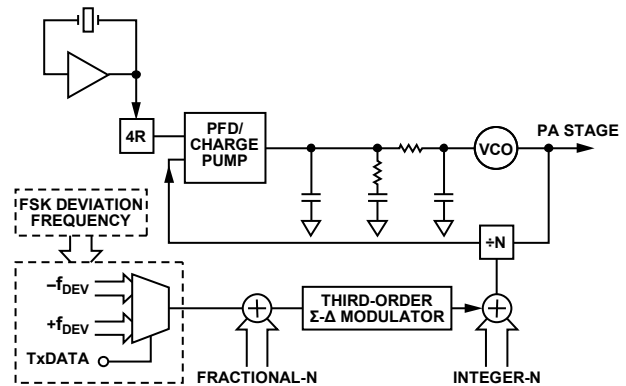 4R
PFD/
CHARGE
PUMP
VCO
PA STAGE
÷N
FSK DEVIATION
FREQUENCY
−fDEV
+fDEV
TxDATA
THIRD-ORDER
Σ-Δ MODULATOR
FRACTIONAL-N
INTEGER-N